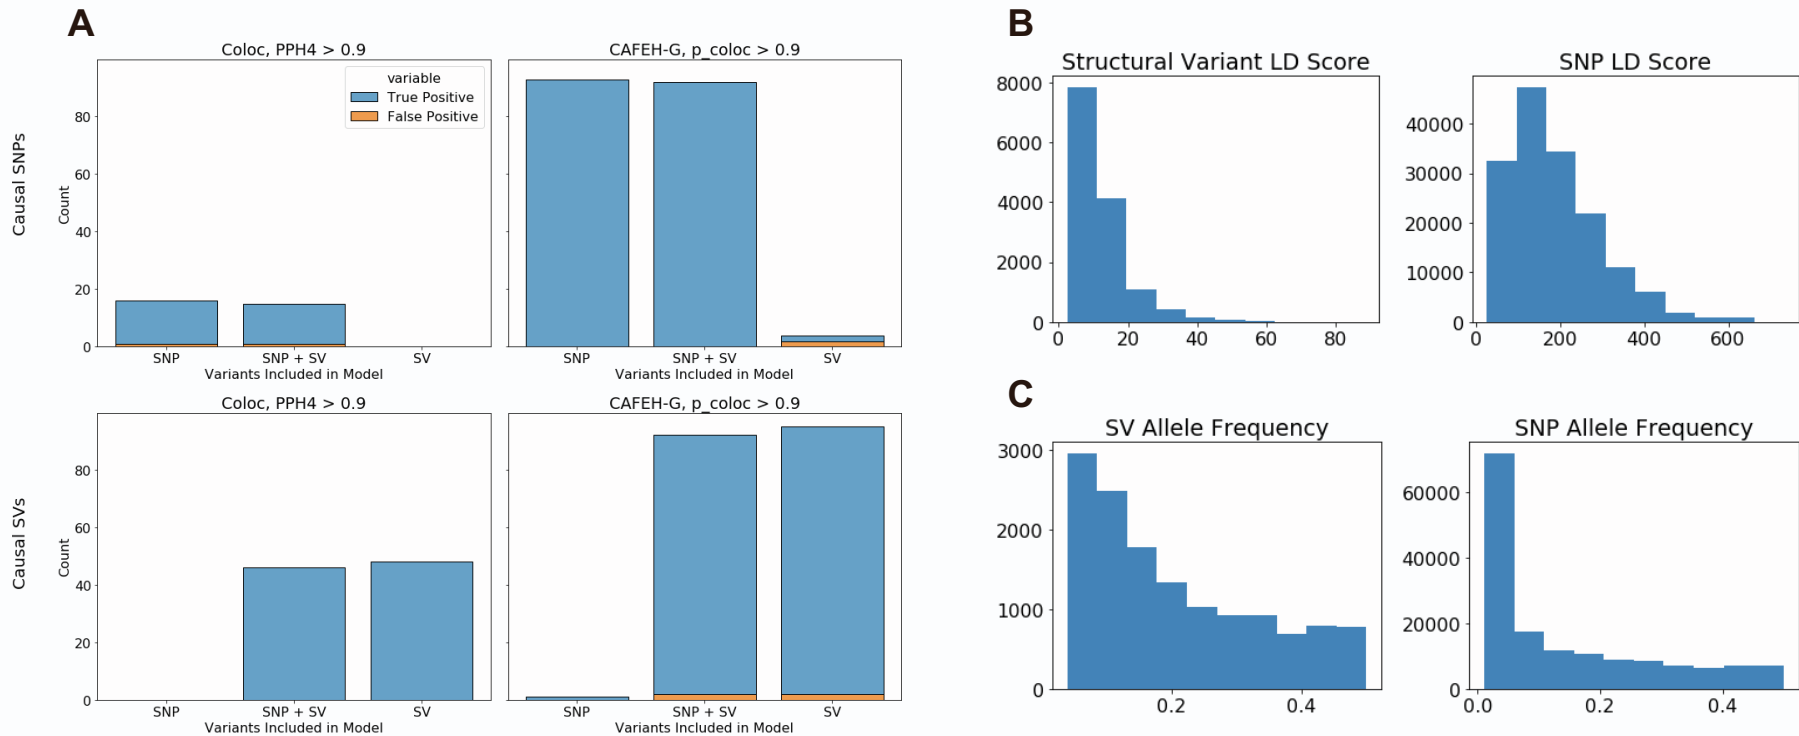 A
Coloc, PPH4 > 0.9
variable
True Positive
False Positive
Causal SNPs
Count
80
60
40
20
0
SNP
SNP + SV
SV
Variants Included in Model
CAFEH-G, p_coloc > 0.9
SNP
SNP + SV
SV
Variants Included in Model
Coloc, PPH4 > 0.9
Causal SVs
Count
80
60
40
20
0
SNP
SNP + SV
SV
Variants Included in Model
CAFEH-G, p_coloc > 0.9
SNP
SNP + SV
SV
Variants Included in Model
B
Structural Variant LD Score
8000
6000
4000
2000
0
0 20 40 60 80
SNP LD Score
40000
30000
20000
10000
0
0 200 400 600
C
SV Allele Frequency
3000
2000
1000
0
0.2 0.4
SNP Allele Frequency
60000
40000
20000
0
0.0 0.2 0.4